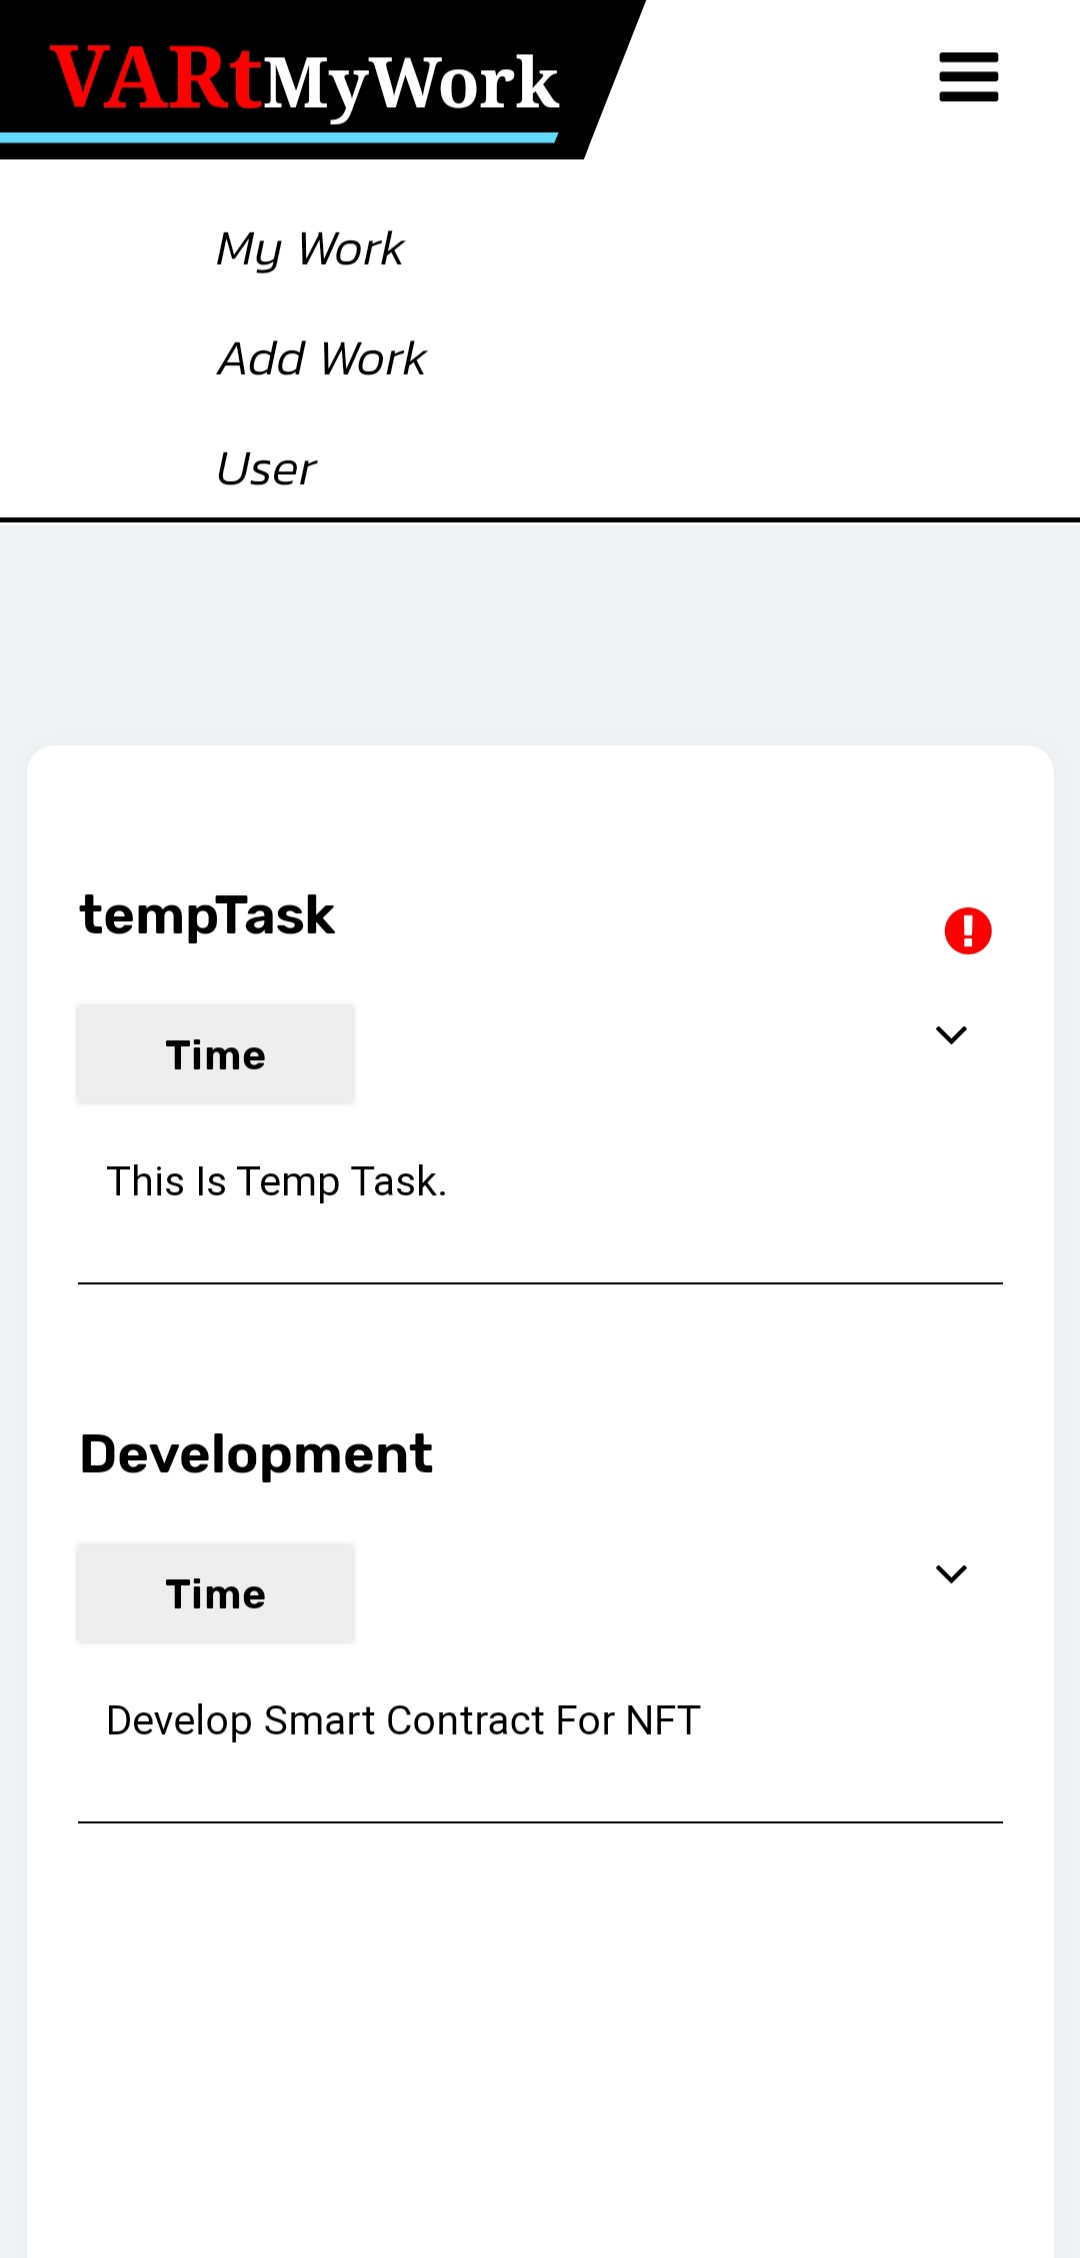 VARtMyWork
My Work
Add Work
User
tempTask
Time
This Is Temp Task.
Development
Time
Develop Smart Contract For NFT